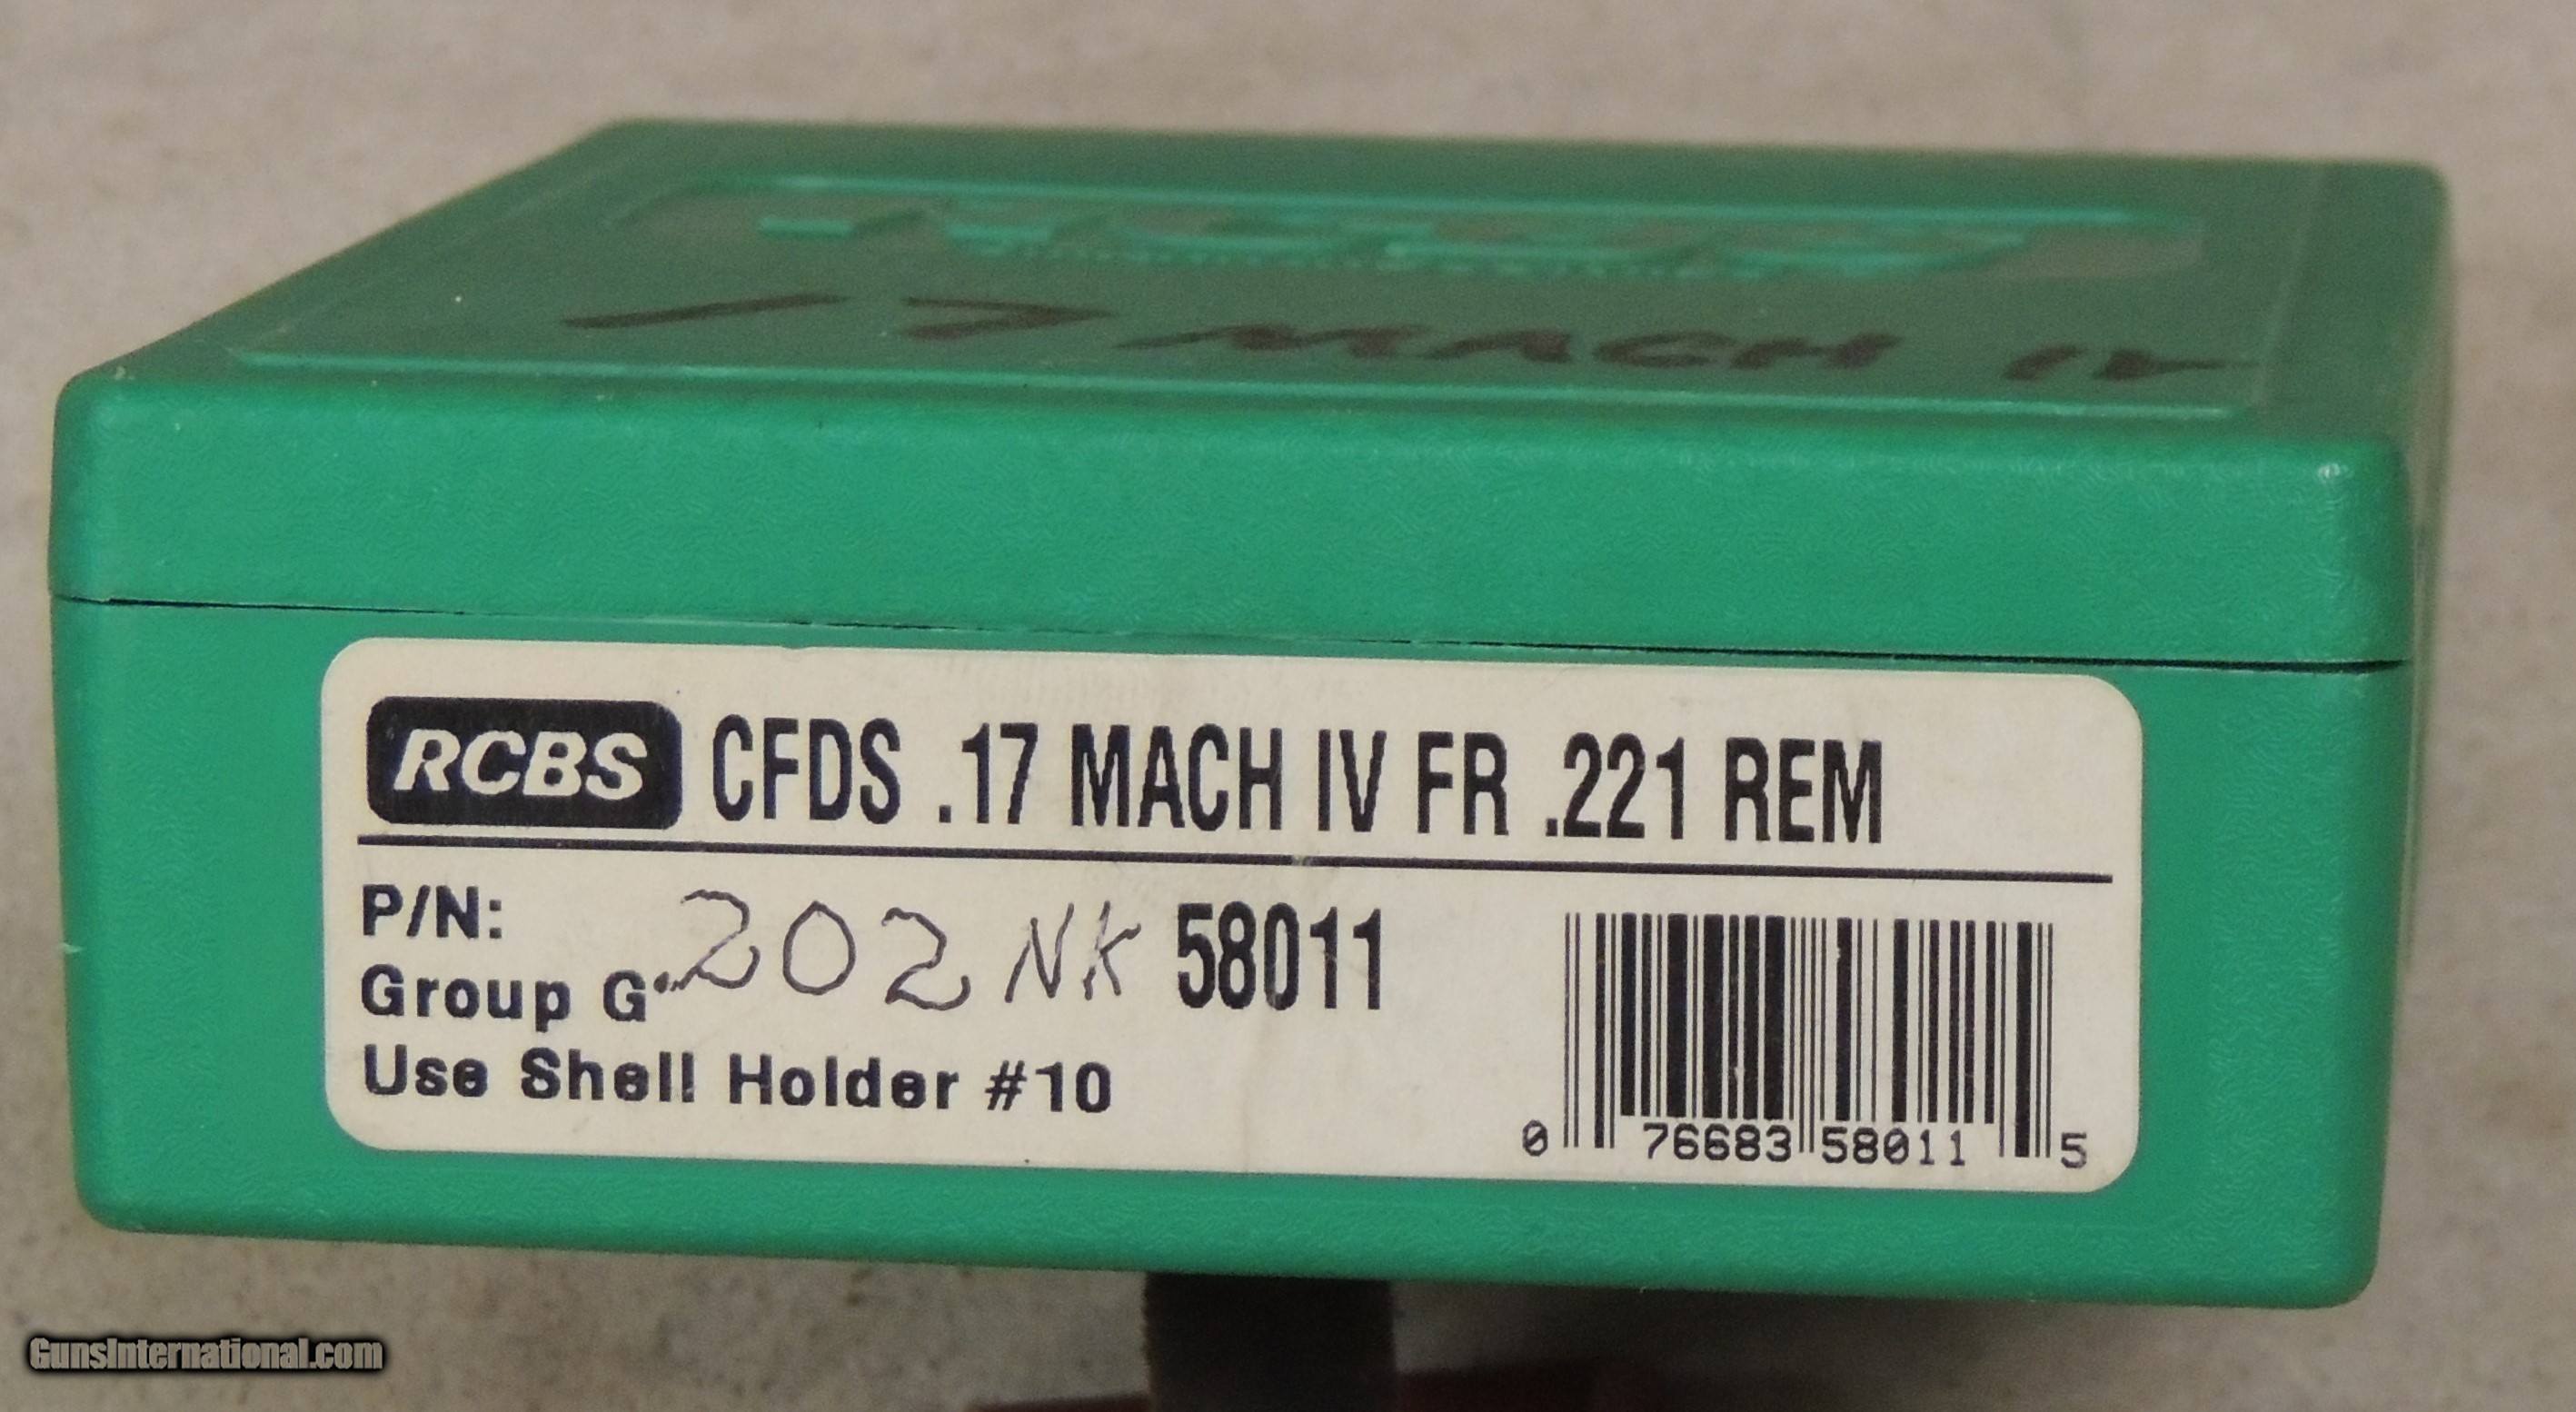 RCBS
17 MACH IV
RCBS CFDS .17 MACH IV FR .221 REM
P/N: 58011
.202 NK
Group G
Use Shell Holder #10
0 76683 58011 5
GunsInternational.com